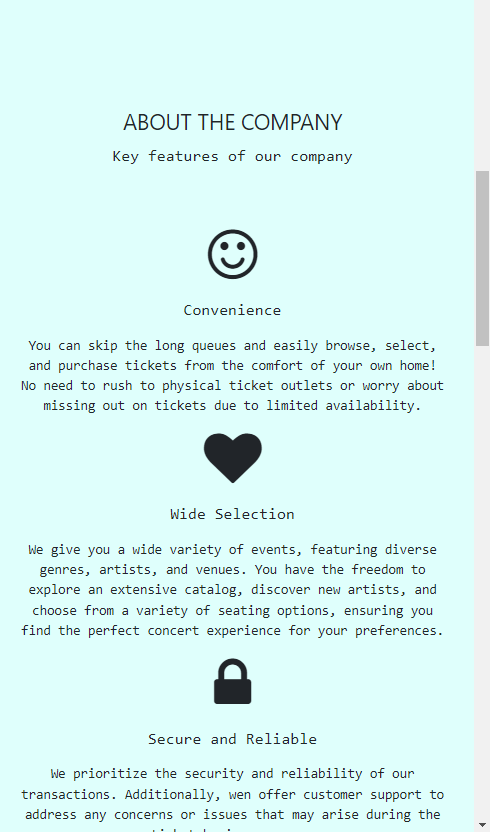 ABOUT THE COMPANY
Key features of our company
Convenience
You can skip the long queues and easily browse, select,
and purchase tickets from the comfort of your own home!
No need to rush to physical ticket outlets or worry about
missing out on tickets due to limited availability.
Wide Selection
We give you a wide variety of events, featuring diverse
genres, artists, and venues. You have the freedom to
explore an extensive catalog, discover new artists, and
choose from a variety of seating options, ensuring you
find the perfect concert experience for your preferences.
Secure and Reliable
We prioritize the security and reliability of our
transactions. Additionally, wen offer customer support to
address any concerns or issues that may arise during the